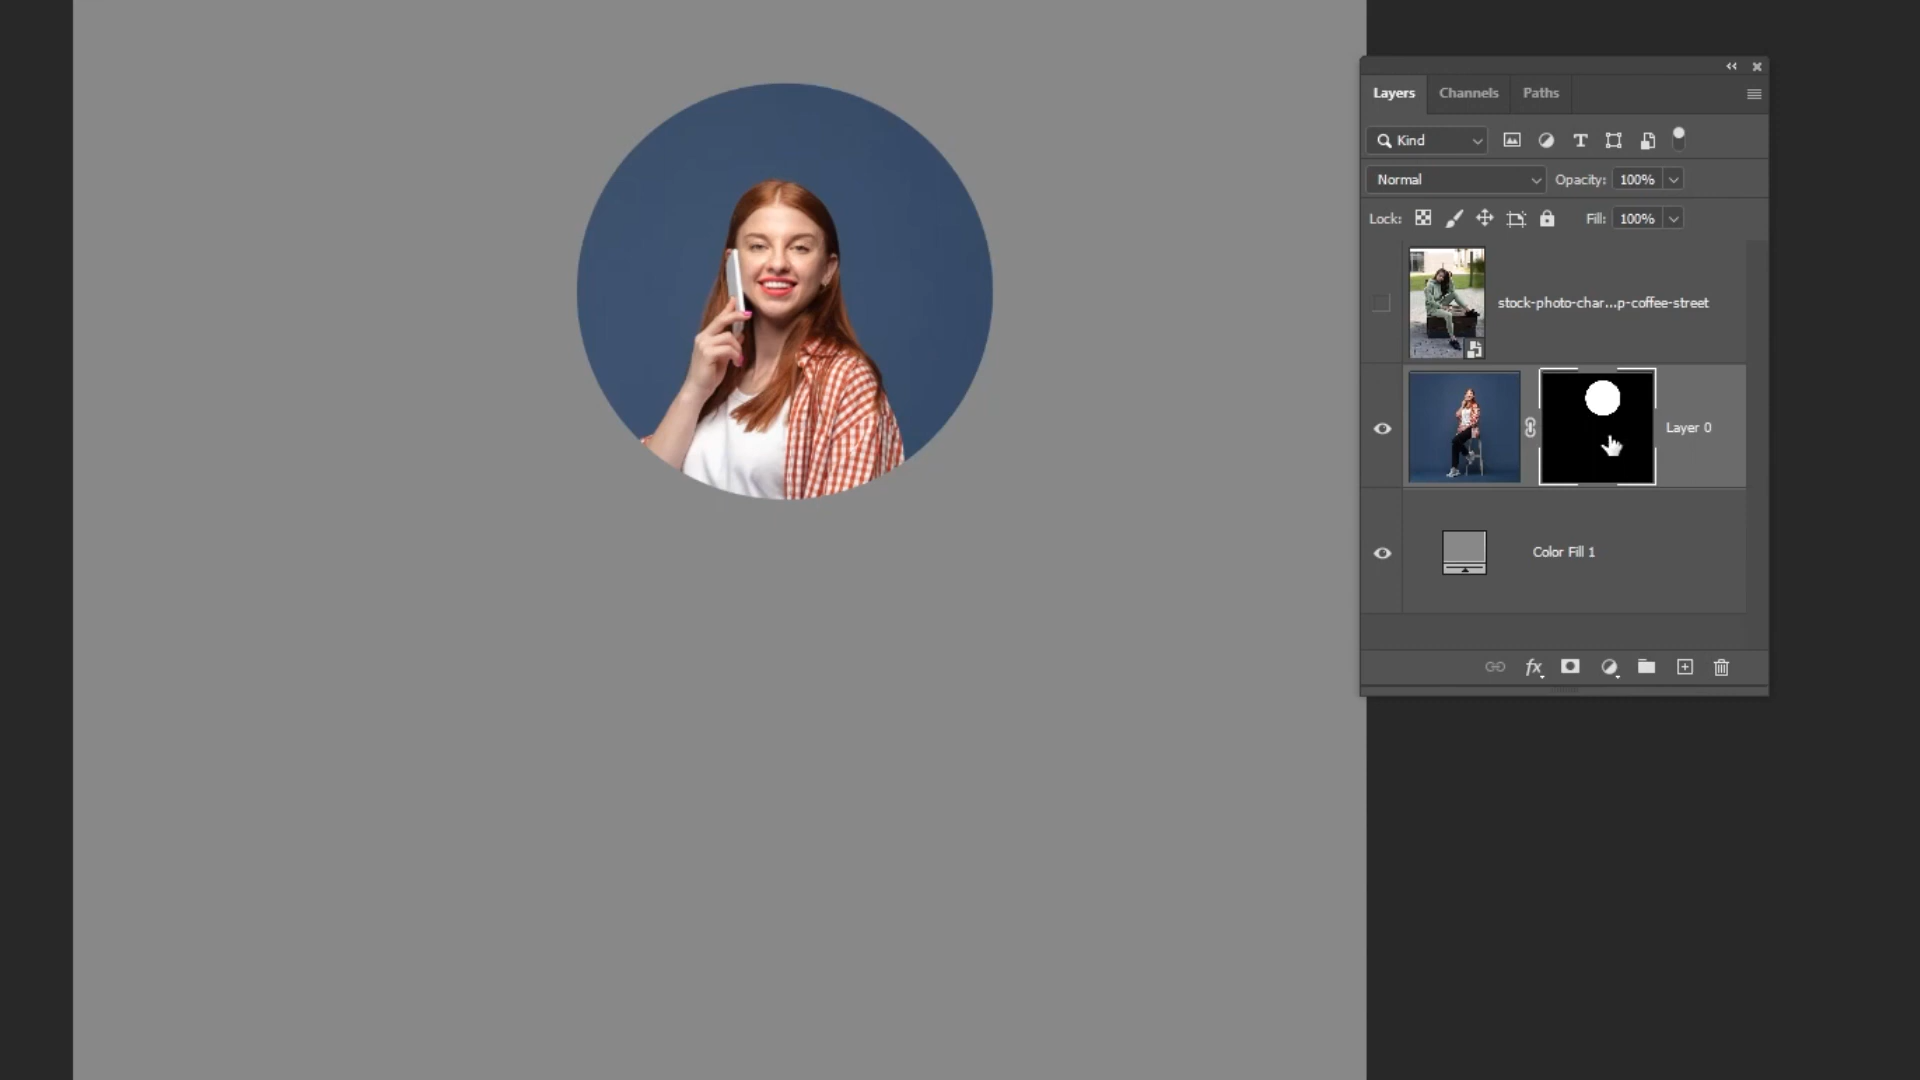 Layers Channels Paths
Kind T
Normal Opacity: 100%
Lock: Fill: 100%
stock-photo-char...p-coffee-street
Layer 0
Color Fill 1
fx